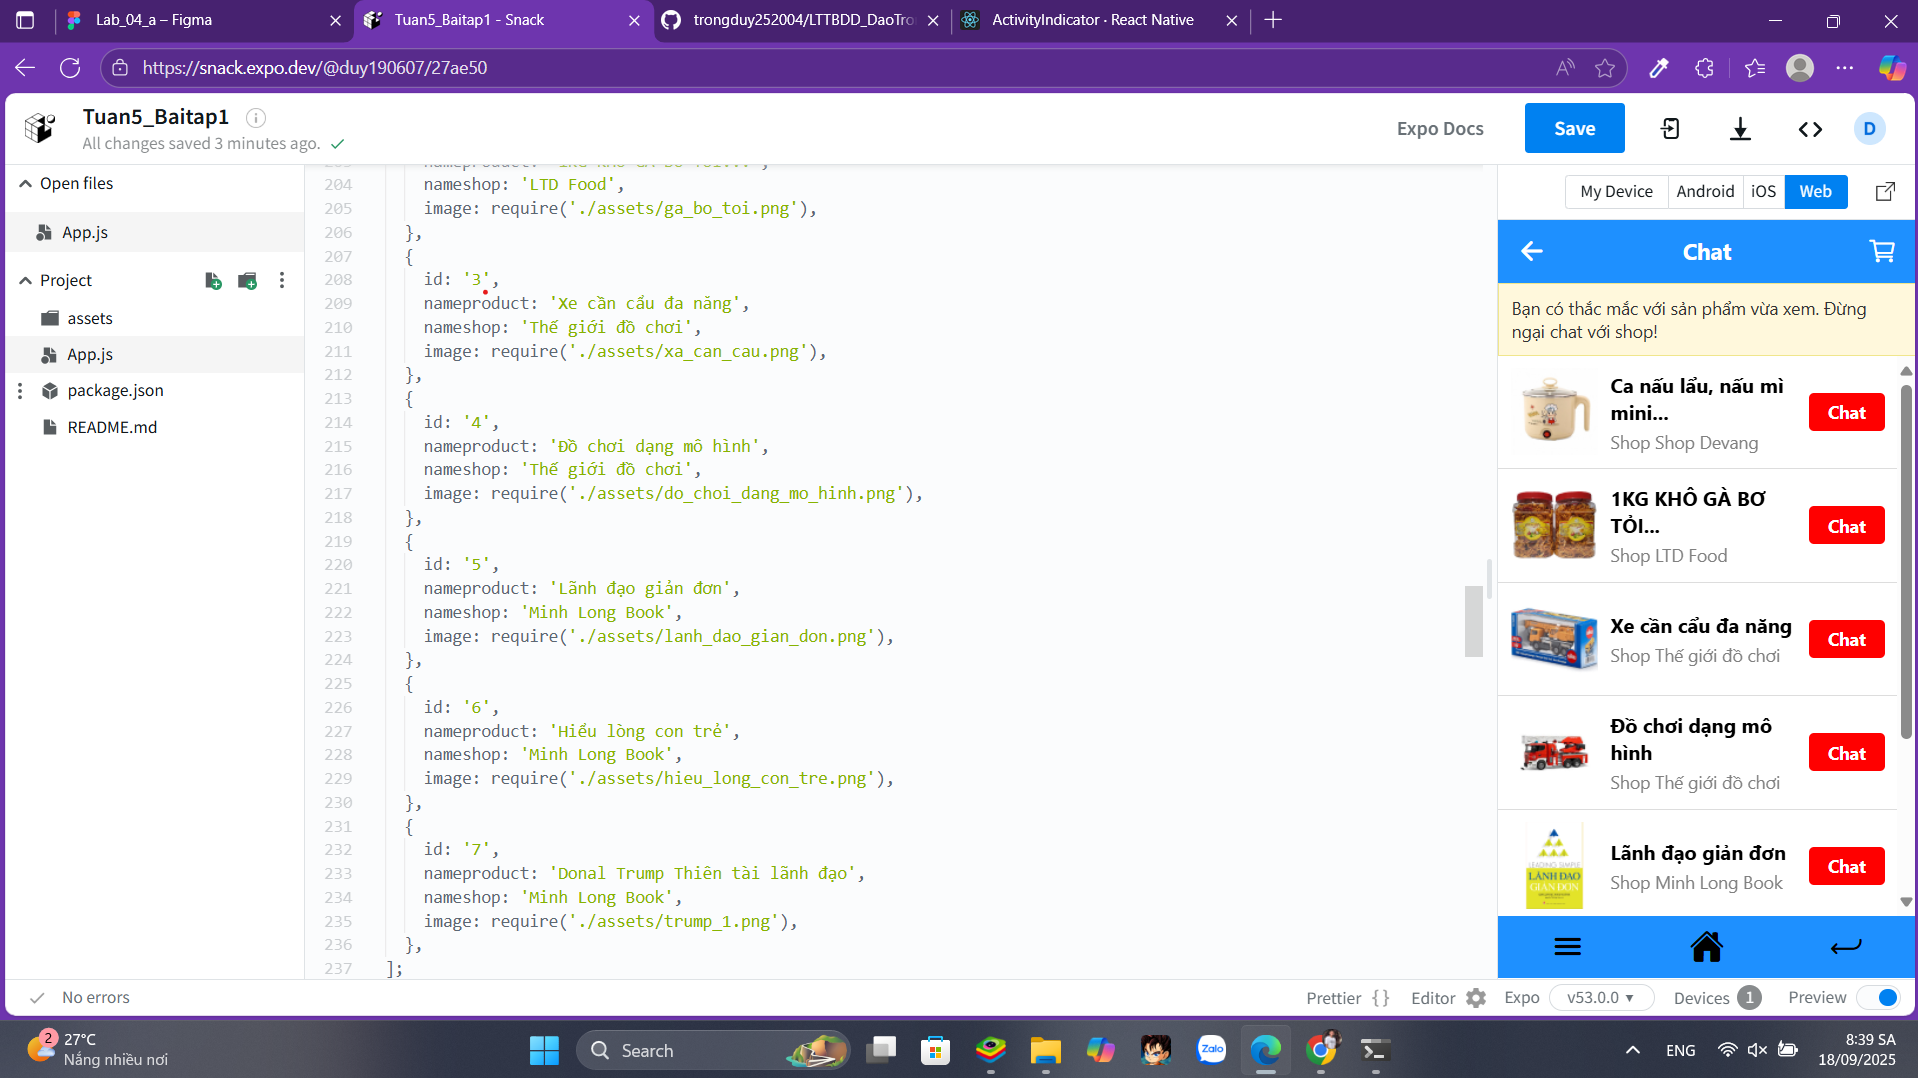 Lab_04_a – Figma
Tuan5_Baitap1 - Snack
trongduy252004/LTTBDD_DaoTro
ActivityIndicator · React Native
https://snack.expo.dev/@duy190607/27ae50
Tuan5_Baitap1
All changes saved 3 minutes ago.
Expo Docs
Save
D
Open files
App.js
Project
assets
App.js
package.json
README.md
204 nameshop: 'LTD Food',
205 image: require('./assets/ga_bo_toi.png'),
206 },
207 {
208 id: '3',
209 nameproduct: 'Xe cần cẩu đa năng',
210 nameshop: 'Thế giới đồ chơi',
211 image: require('./assets/xa_can_cau.png'),
212 },
213 {
214 id: '4',
215 nameproduct: 'Đồ chơi dạng mô hình',
216 nameshop: 'Thế giới đồ chơi',
217 image: require('./assets/do_choi_dang_mo_hinh.png'),
218 },
219 {
220 id: '5',
221 nameproduct: 'Lãnh đạo giản đơn',
222 nameshop: 'Minh Long Book',
223 image: require('./assets/lanh_dao_gian_don.png'),
224 },
225 {
226 id: '6',
227 nameproduct: 'Hiểu lòng con trẻ',
228 nameshop: 'Minh Long Book',
229 image: require('./assets/hieu_long_con_tre.png'),
230 },
231 {
232 id: '7',
233 nameproduct: 'Donal Trump Thiên tài lãnh đạo',
234 nameshop: 'Minh Long Book',
235 image: require('./assets/trump_1.png'),
236 },
237 ];
My Device
Android
iOS
Web
Chat
Bạn có thắc mắc với sản phẩm vừa xem. Đừng
ngại chat với shop!
Ca nấu lẩu, nấu mì
mini...
Shop Shop Devang
Chat
1KG KHÔ GÀ BƠ
TỎI...
Shop LTD Food
Chat
Xe cần cẩu đa năng
Shop Thế giới đồ chơi
Chat
Đồ chơi dạng mô
hình
Shop Thế giới đồ chơi
Chat
LEADING SIMPLE
LÃNH ĐẠO
GIẢN ĐƠN
Lãnh đạo giản đơn
Shop Minh Long Book
Chat
No errors
Prettier { }
Editor
Expo
v53.0.0
Devices 1
Preview
2
27°C
Nắng nhiều nơi
Search
Zalo
ENG
8:39 SA
18/09/2025